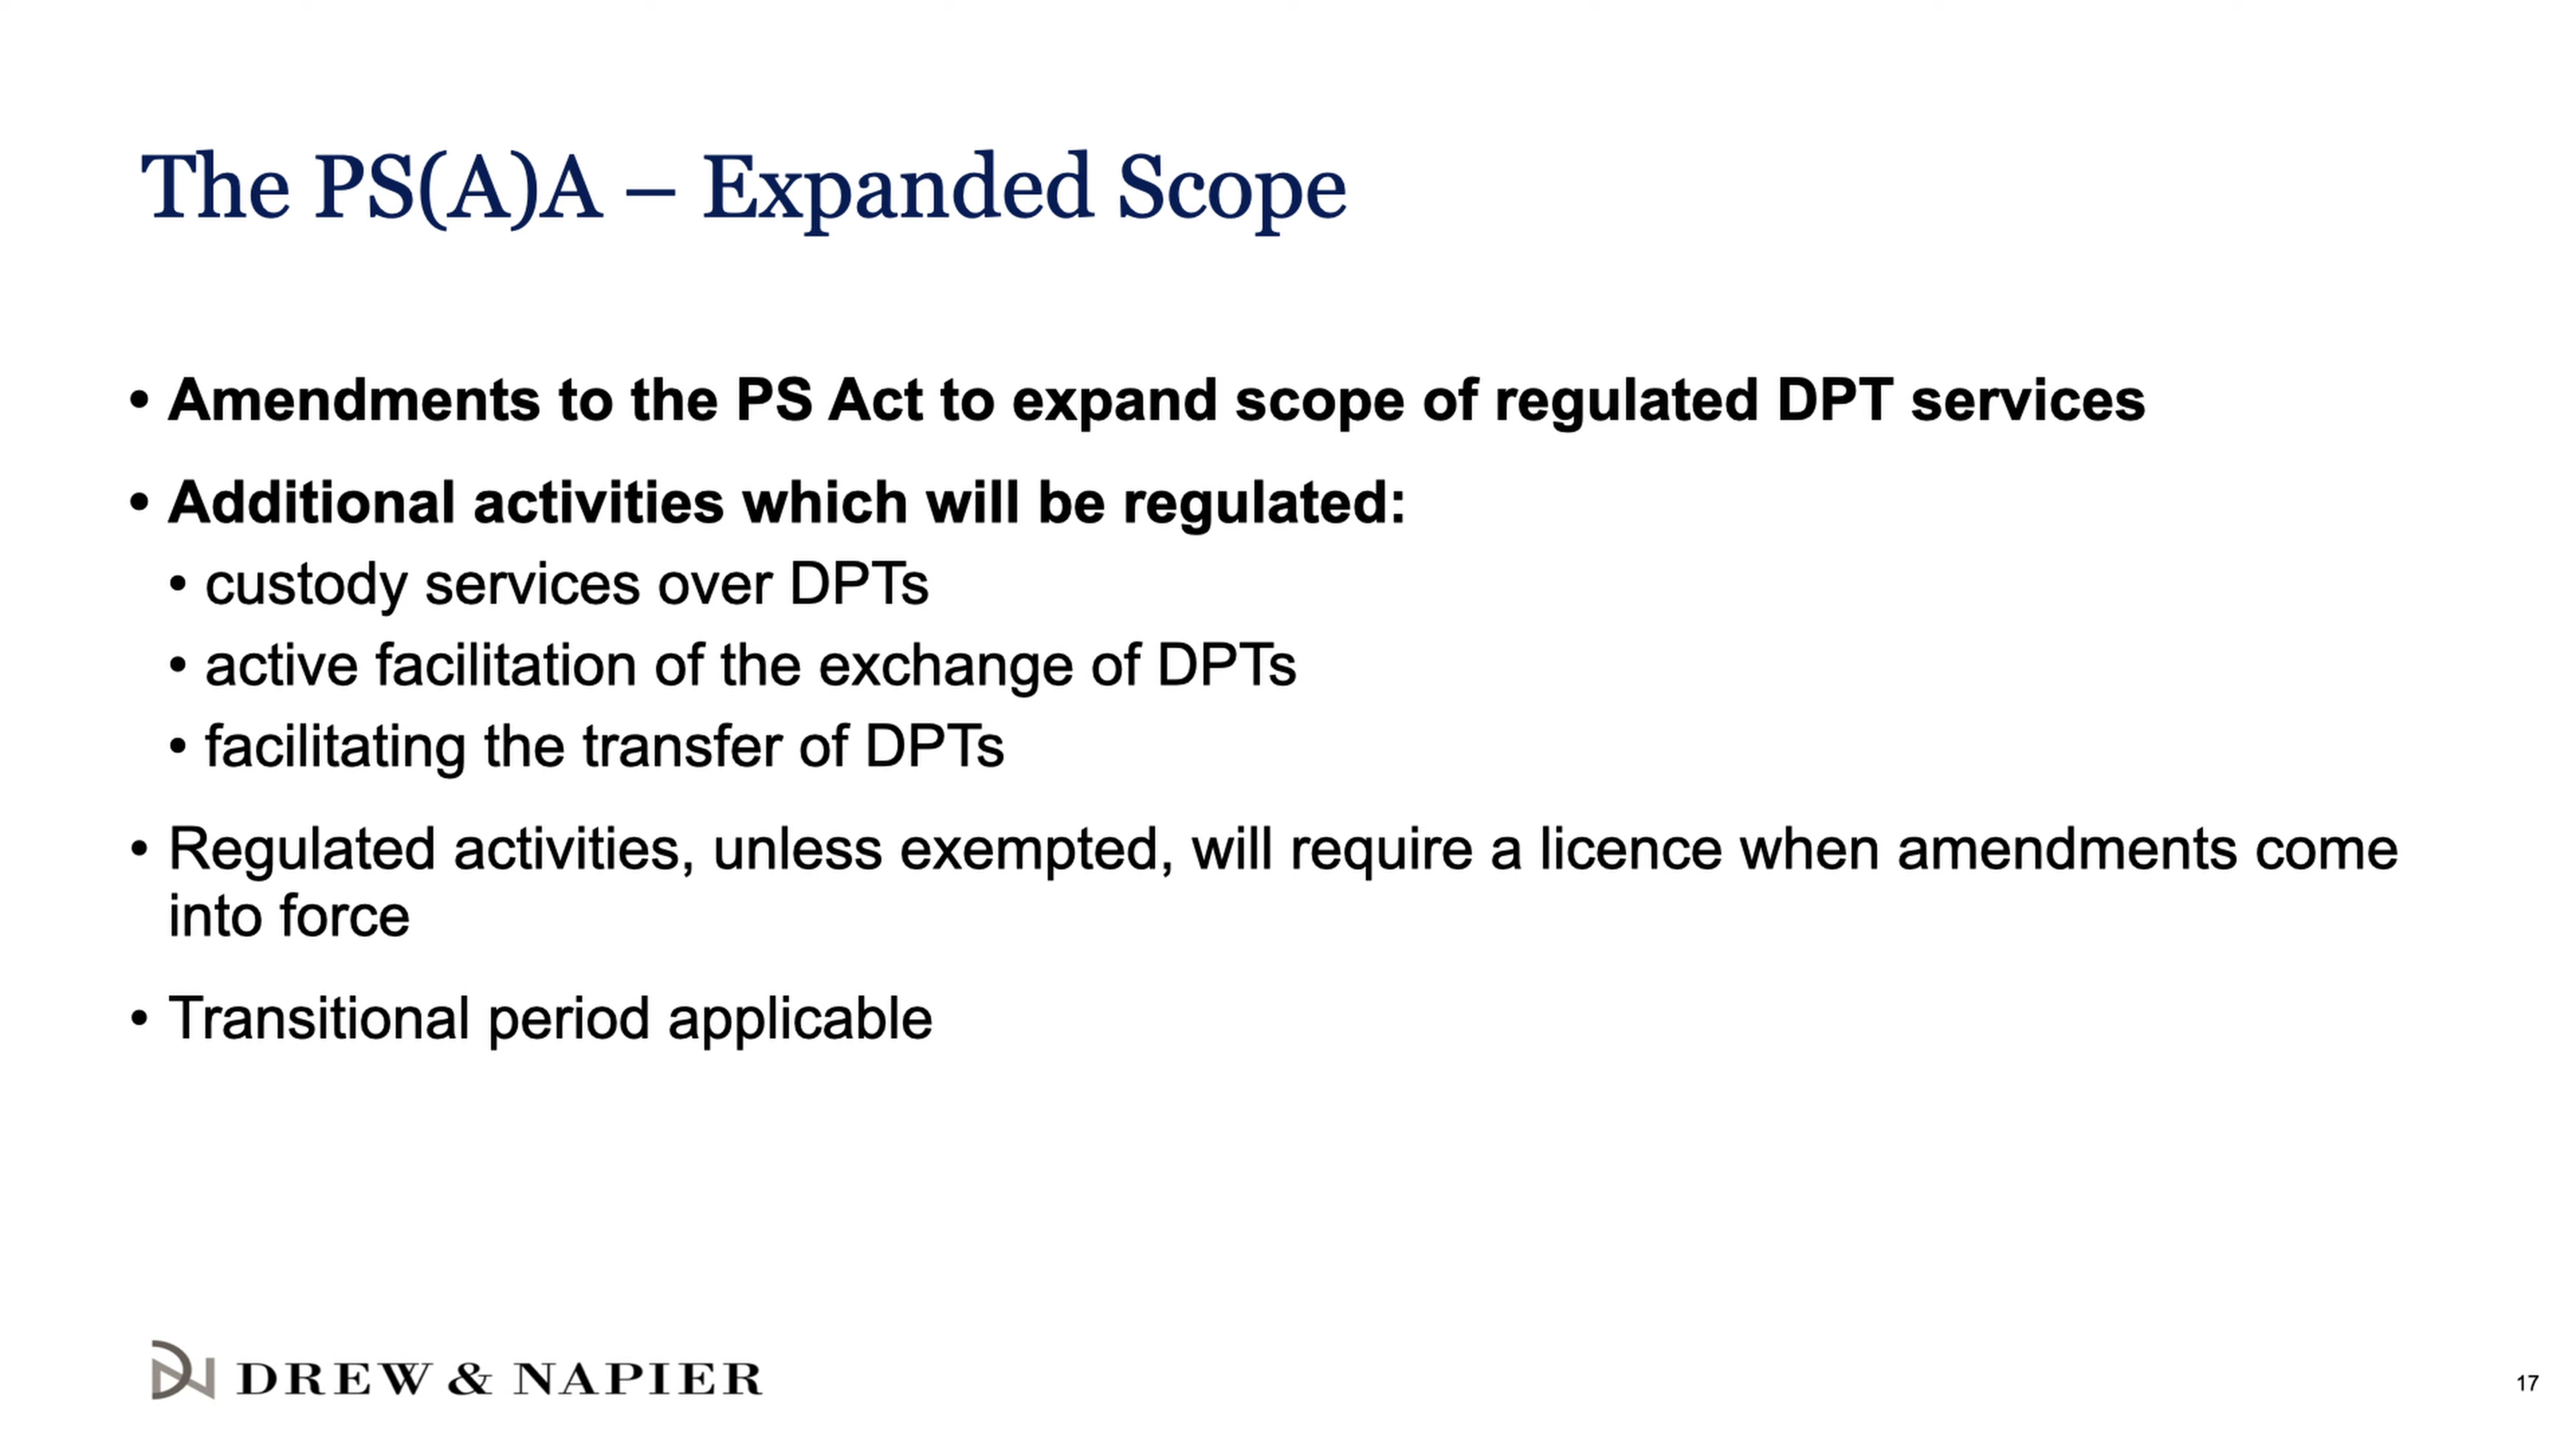 The PS(A)A – Expanded Scope
• Amendments to the PS Act to expand scope of regulated DPT services
• Additional activities which will be regulated:
• custody services over DPTs
• active facilitation of the exchange of DPTs
• facilitating the transfer of DPTs
• Regulated activities, unless exempted, will require a licence when amendments come
into force
• Transitional period applicable
DREW & NAPIER
17